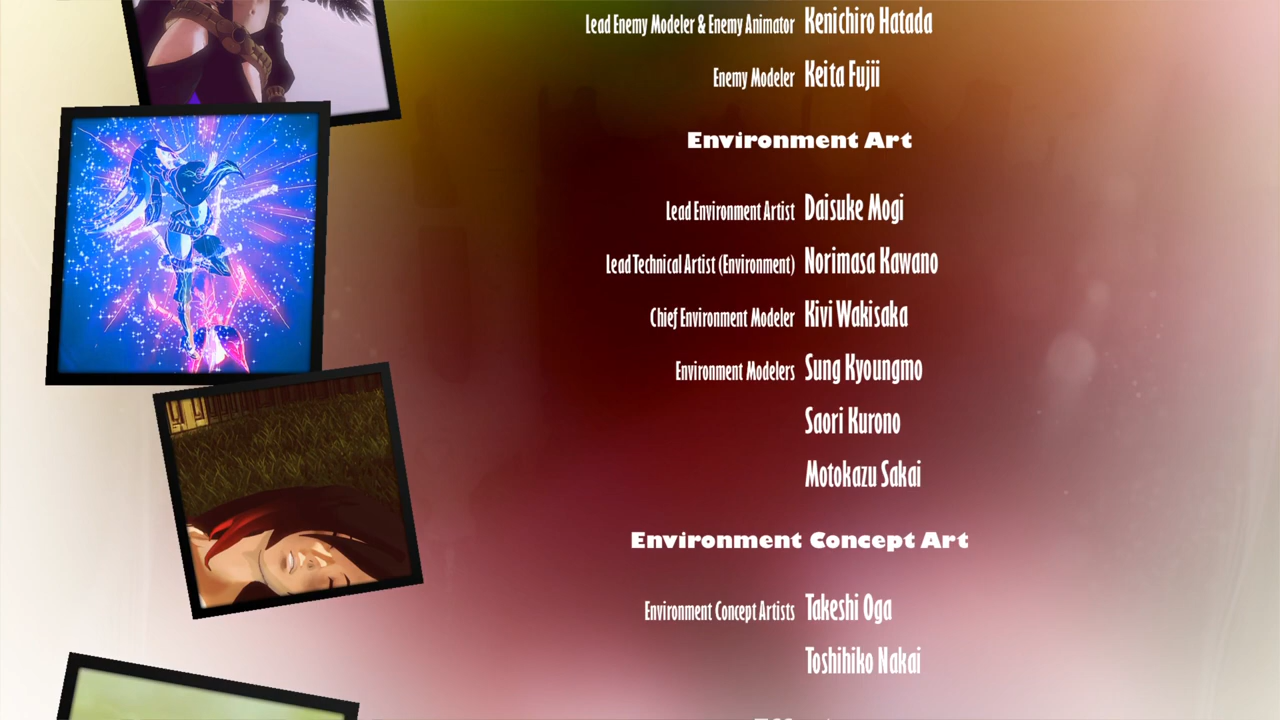 Lead Enemy Modeler & Enemy Animator Kenichiro Hatada
Enemy Modeler Keita Fujii
Environment Art
Lead Environment Artist Daisuke Mogi
Lead Technical Artist (Environment) Norimasa Kawano
Chief Environment Modeler Kivi Wakisaka
Environment Modelers Sung Kyoungmo
Saori Kurono
Motokazu Sakai
Environment Concept Art
Environment Concept Artists Takeshi Oga
Toshihiko Nakai